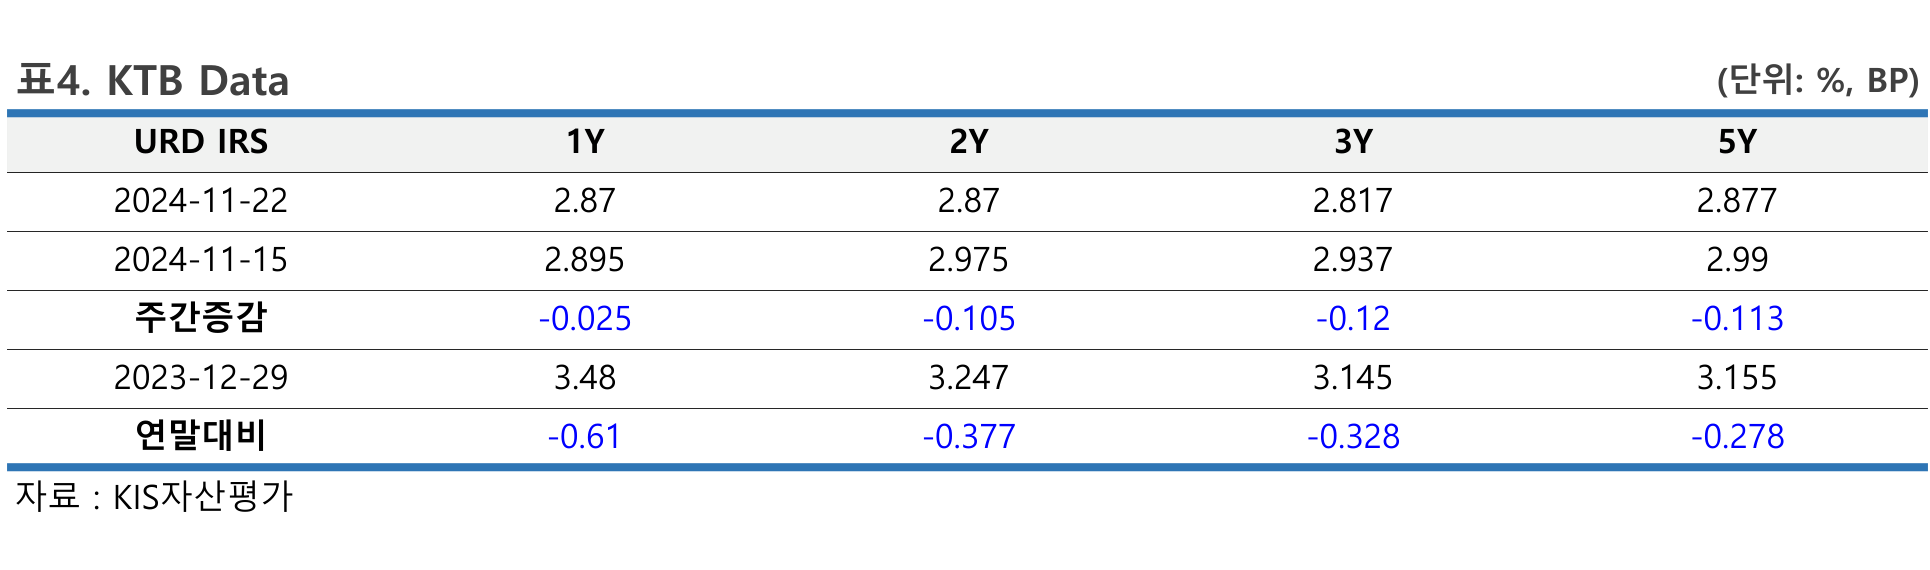 표4. KTB Data (단위: %, BP)
URD IRS 1Y 2Y 3Y 5Y
2024-11-22 2.87 2.87 2.817 2.877
2024-11-15 2.895 2.975 2.937 2.99
주간증감 -0.025 -0.105 -0.12 -0.113
2023-12-29 3.48 3.247 3.145 3.155
연말대비 -0.61 -0.377 -0.328 -0.278
자료 : KIS자산평가